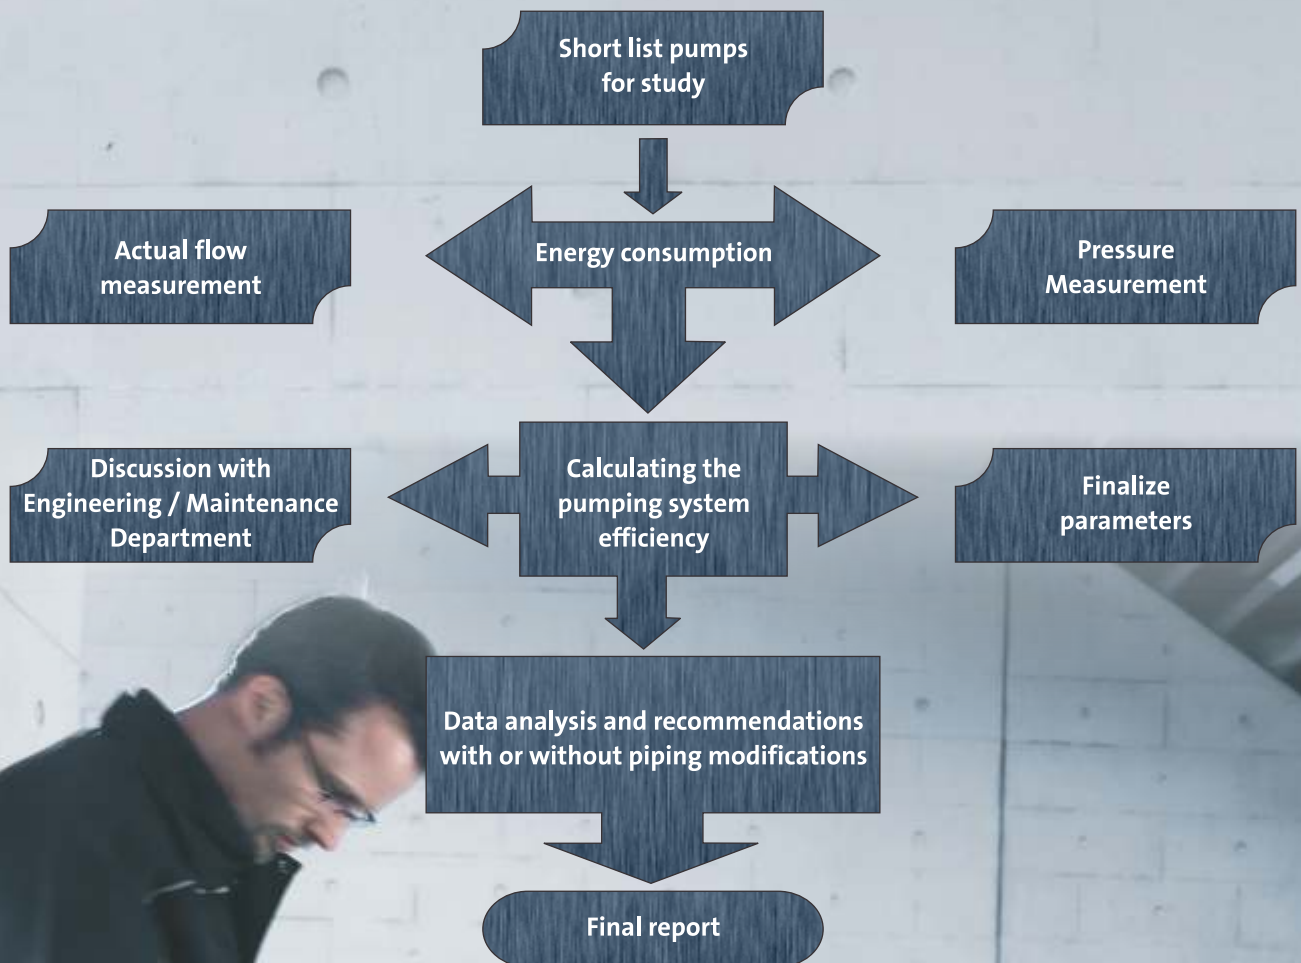 Short list pumps
for study
Actual flow
measurement
Energy consumption
Pressure
Measurement
Discussion with
Engineering / Maintenance
Department
Calculating the
pumping system
efficiency
Finalize
parameters
Data analysis and recommendations
with or without piping modifications
Final report